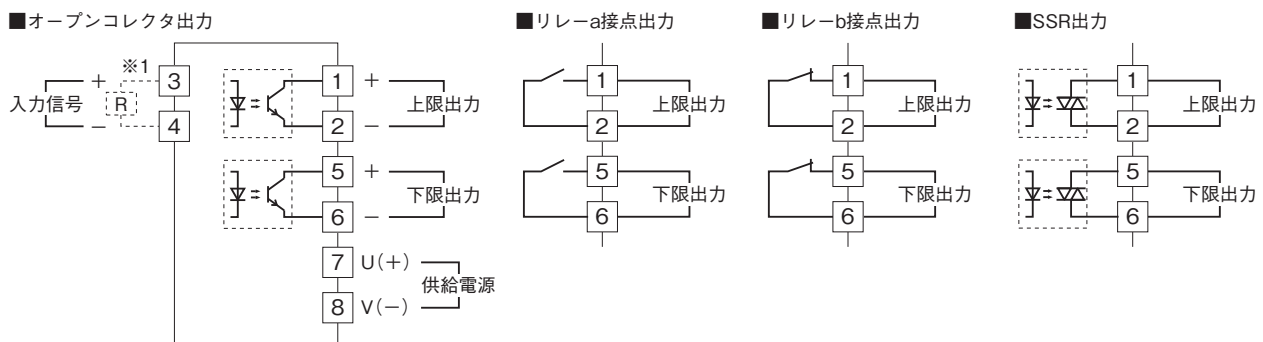 ■オープンコレクタ出力
入力信号
+
−
※1
R
3
4
1
+
2
−
上限出力
5
+
6
−
下限出力
7
U(+)
8
V(−)
供給電源
■リレーa接点出力
1
2
上限出力
5
6
下限出力
■リレーb接点出力
1
2
上限出力
5
6
下限出力
■SSR出力
1
2
上限出力
5
6
下限出力